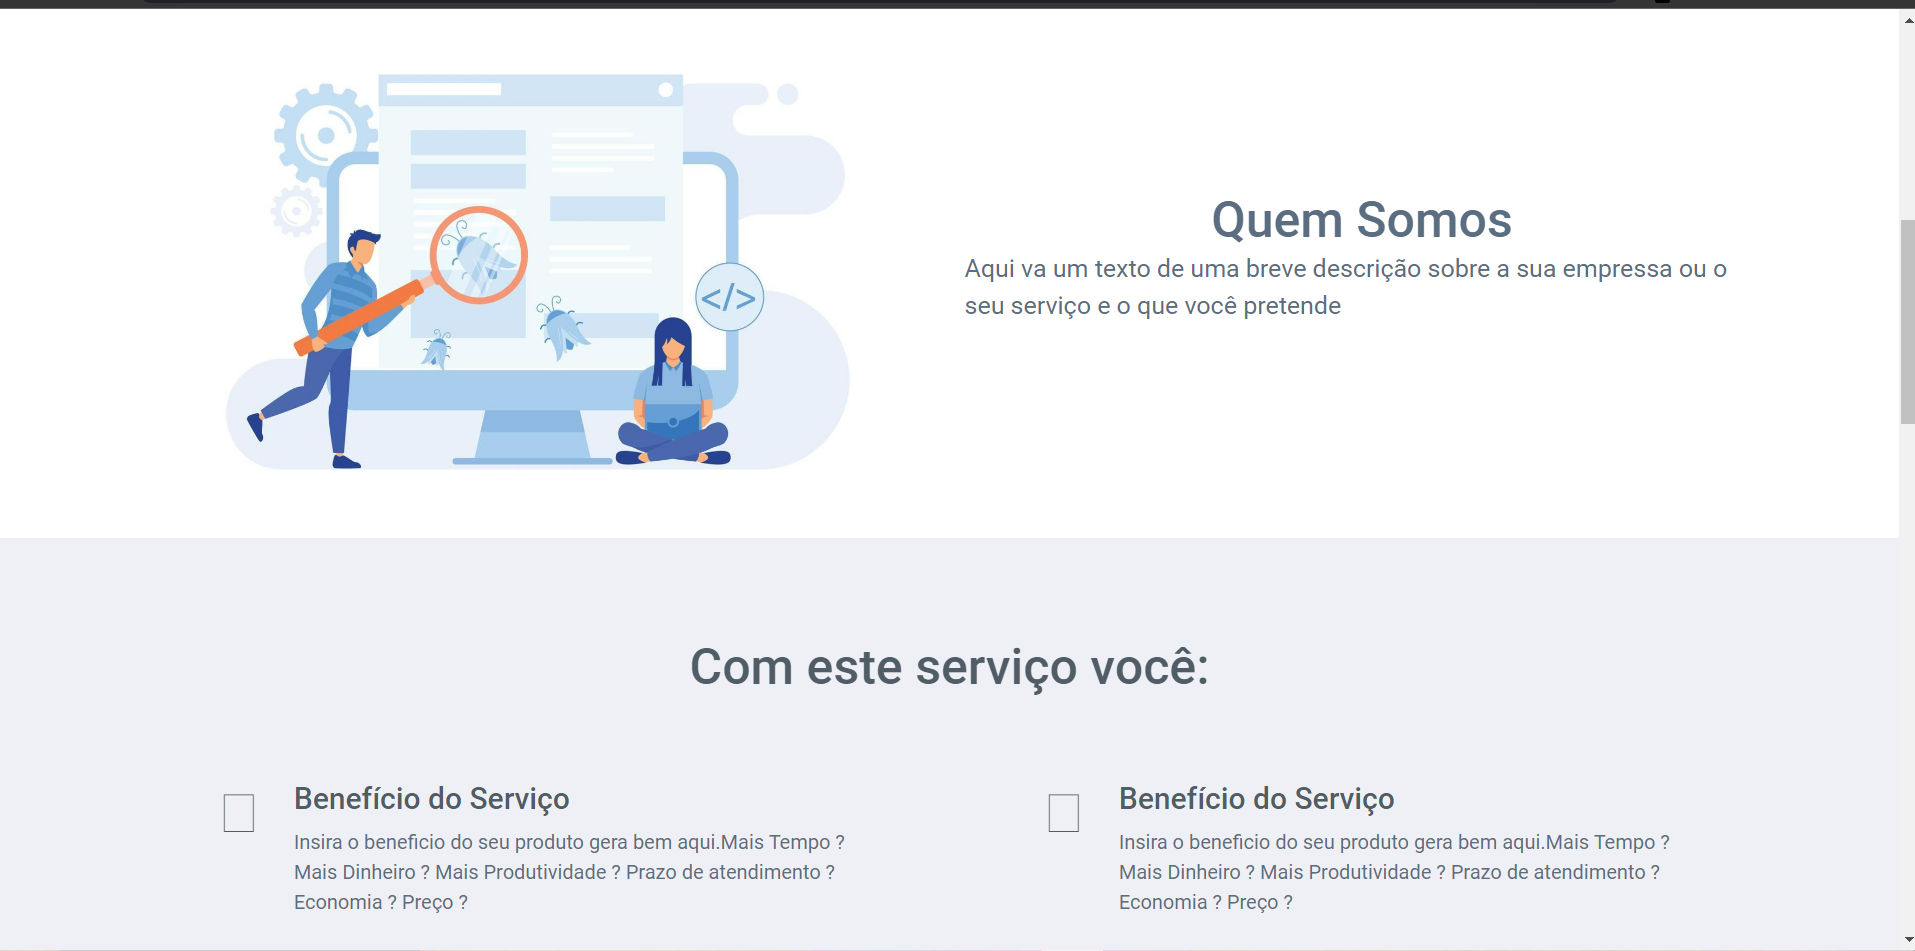 </>
Quem Somos
Aqui va um texto de uma breve descrição sobre a sua empressa ou o
seu serviço e o que você pretende
Com este serviço você:
Benefício do Serviço
Insira o beneficio do seu produto gera bem aqui.Mais Tempo ?
Mais Dinheiro ? Mais Produtividade ? Prazo de atendimento ?
Economia ? Preço ?
Benefício do Serviço
Insira o beneficio do seu produto gera bem aqui.Mais Tempo ?
Mais Dinheiro ? Mais Produtividade ? Prazo de atendimento ?
Economia ? Preço ?